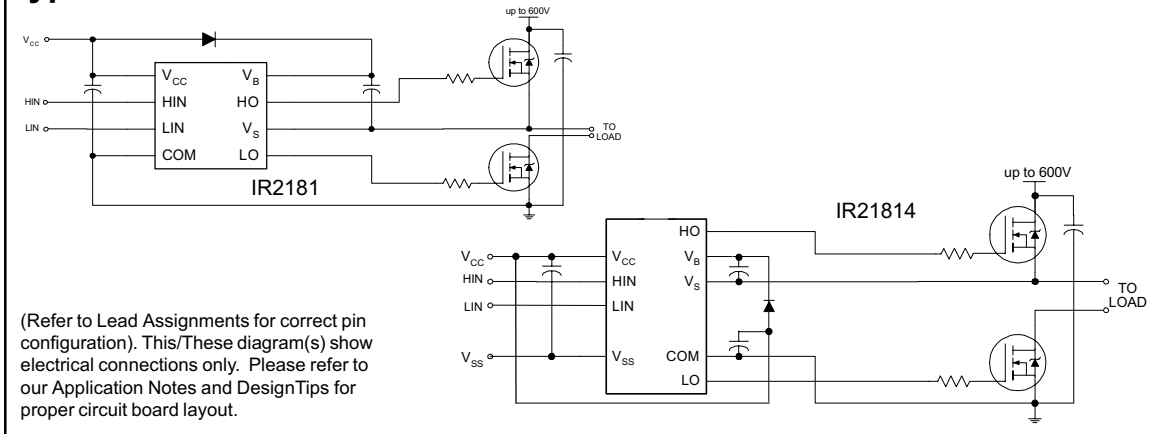 up to 600V
VCC
VCC
VB
HIN
HIN
HO
LIN
LIN
VS
TO
LOAD
COM
LO
IR2181
up to 600V
IR21814
HO
VCC
VCC
VB
HIN
HIN
VS
LIN
LIN
TO
LOAD
VSS
VSS
COM
LO
(Refer to Lead Assignments for correct pin
configuration). This/These diagram(s) show
electrical connections only. Please refer to
our Application Notes and DesignTips for
proper circuit board layout.